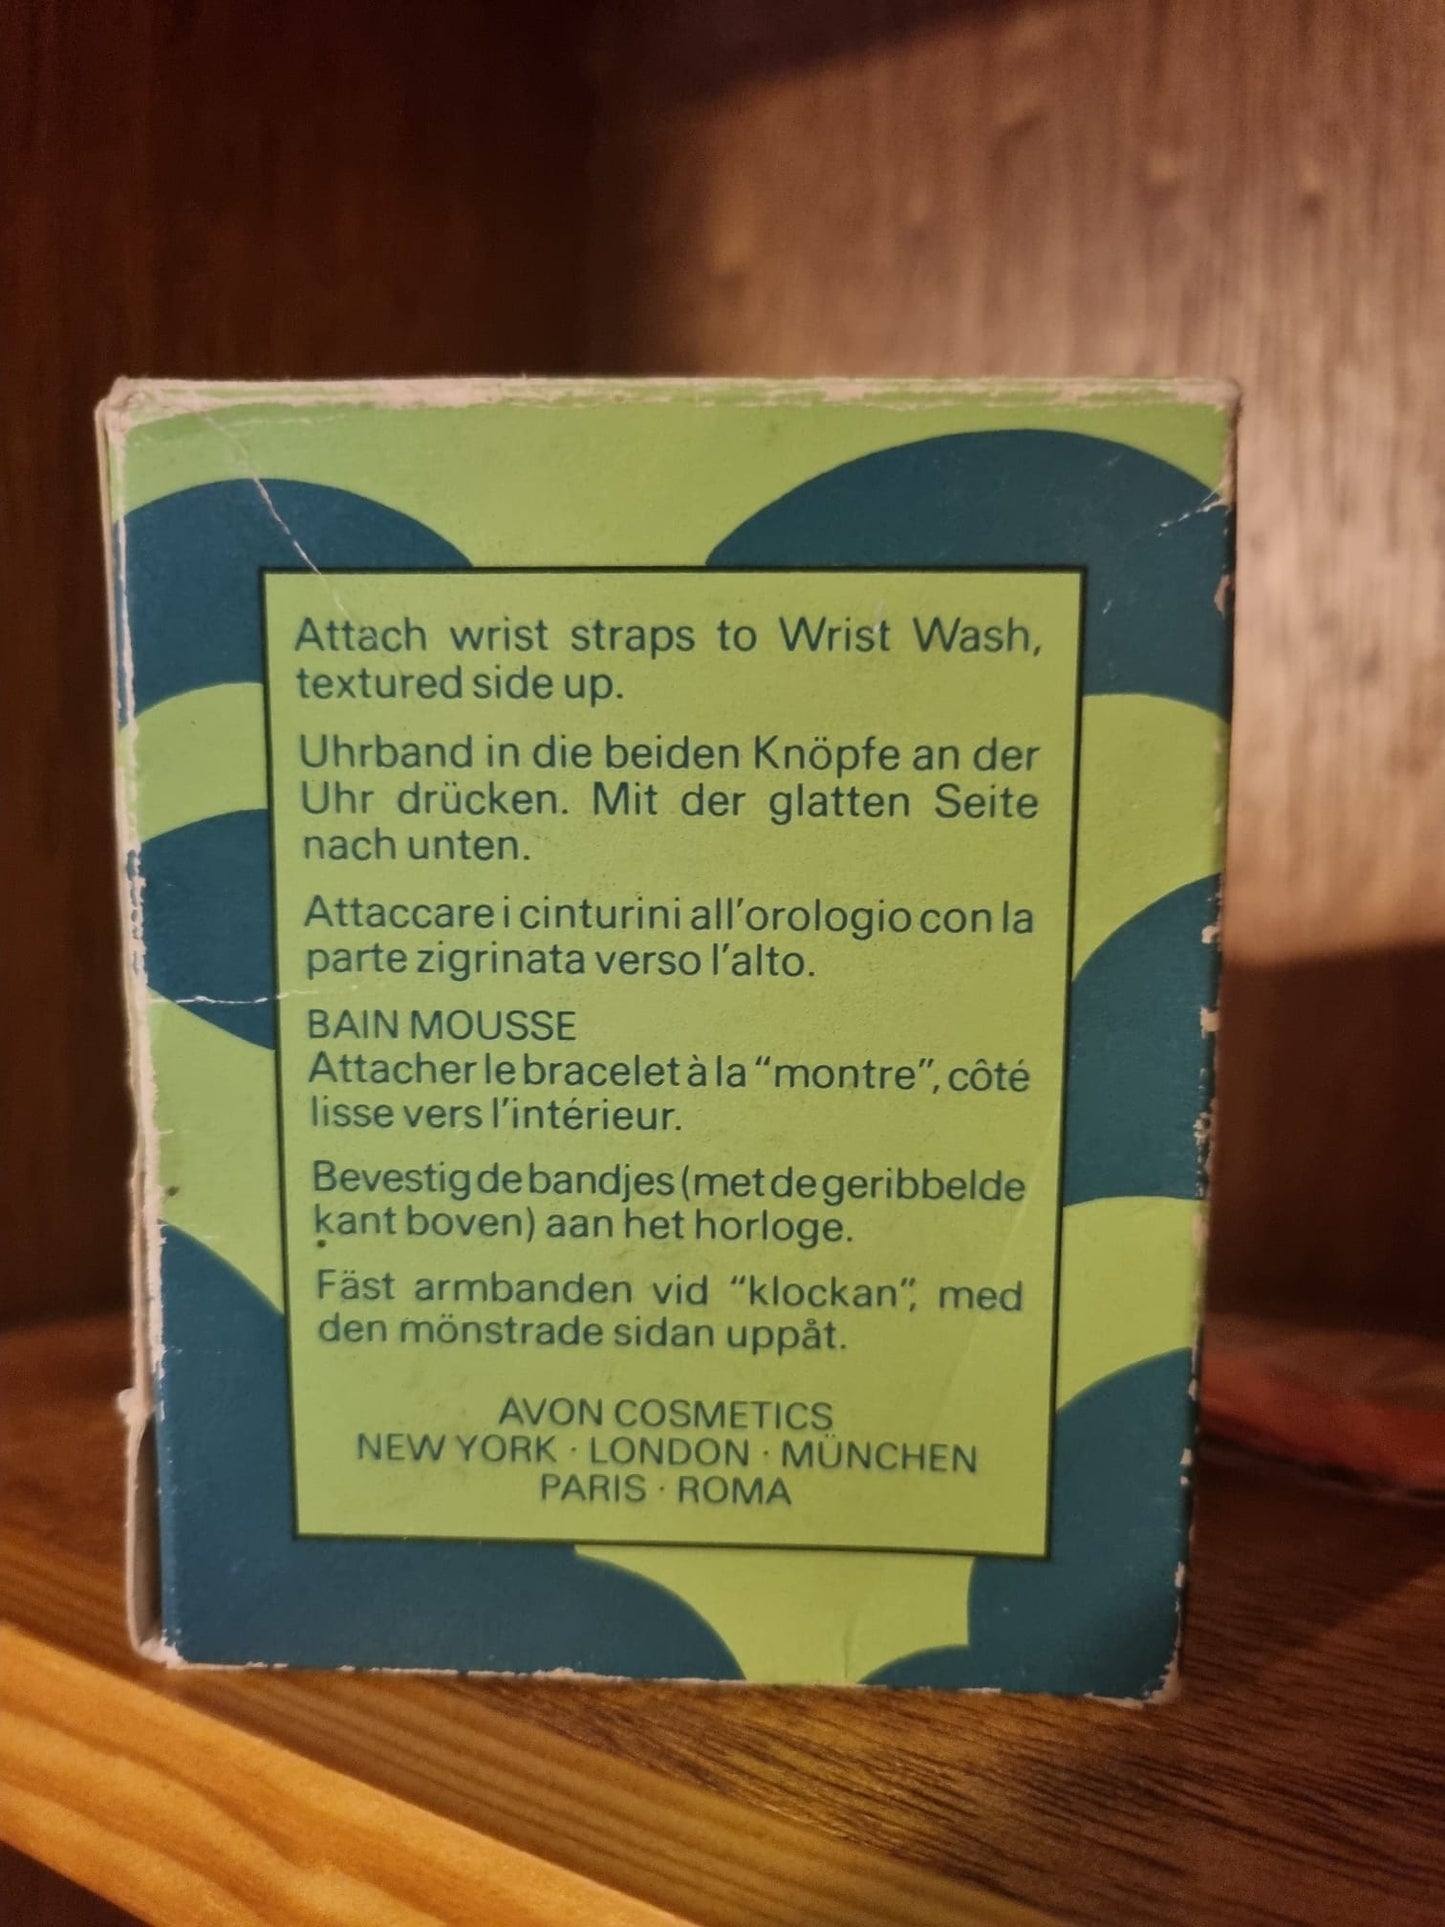 Attach wrist straps to Wrist Wash,
textured side up.
Uhrband in die beiden Knöpfe an der
Uhr drücken. Mit der glatten Seite
nach unten.
Attaccare i cinturini all'orologio con la
parte zigrinata verso l'alto.
BAIN MOUSSE
Attacher le bracelet à la “montre”, côté
lisse vers l'intérieur.
Bevestig de bandjes (met de geribbelde
kant boven) aan het horloge.
Fäst armbanden vid “klockan”, med
den mönstrade sidan uppåt.
AVON COSMETICS
NEW YORK · LONDON · MÜNCHEN
PARIS · ROMA